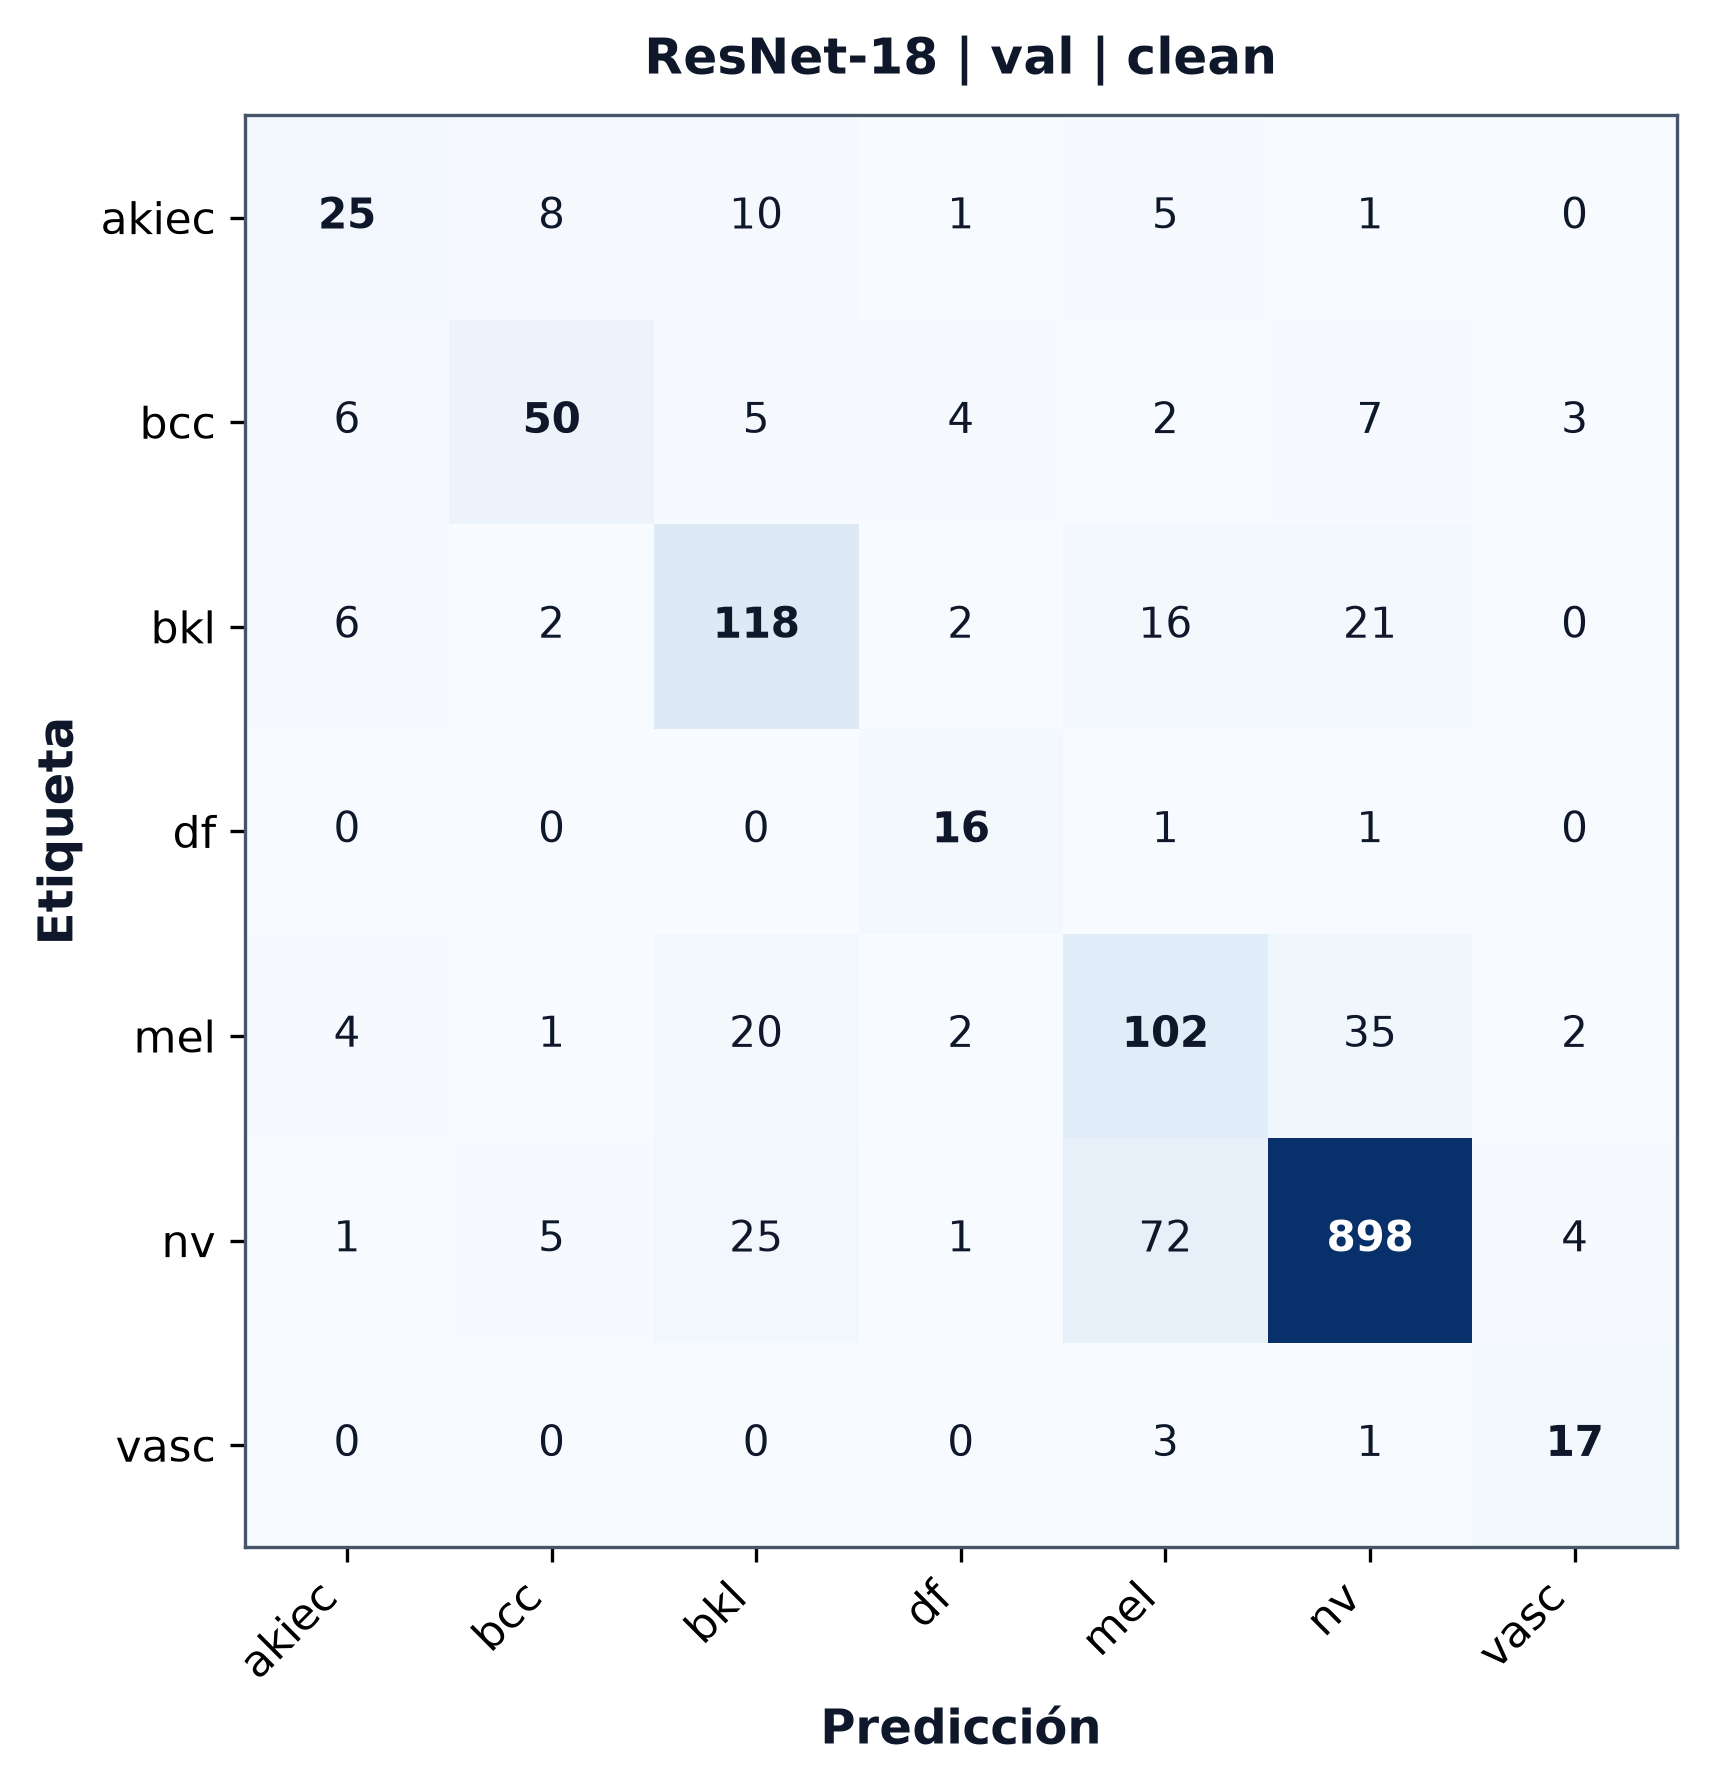 ResNet-18 | val | clean
akiec 25 8 10 1 5 1 0
bcc 6 50 5 4 2 7 3
bkl 6 2 118 2 16 21 0
df 0 0 0 16 1 1 0
mel 4 1 20 2 102 35 2
nv 1 5 25 1 72 898 4
vasc 0 0 0 0 3 1 17
Etiqueta
akiec bcc bkl df mel nv vasc
Predicción